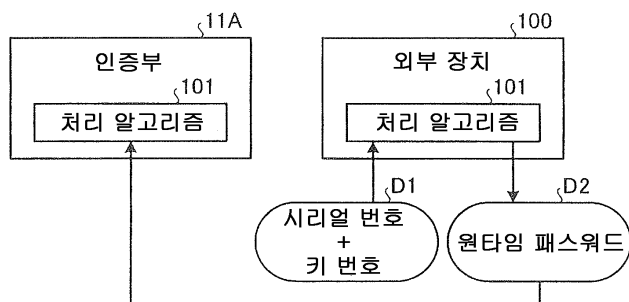 11A
인증부
101
처리 알고리즘
100
외부 장치
101
처리 알고리즘
D1
시리얼 번호
+
키 번호
D2
원타임 패스워드